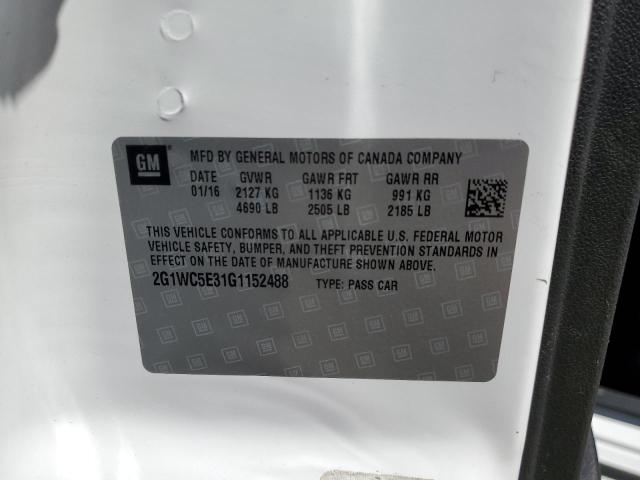 GM MFD BY GENERAL MOTORS OF CANADA COMPANY
DATE GVWR GAWR FRT GAWR RR
01/16 2127 KG 1136 KG 991 KG
4690 LB 2505 LB 2185 LB
THIS VEHICLE CONFORMS TO ALL APPLICABLE U.S. FEDERAL MOTOR
VEHICLE SAFETY, BUMPER, AND THEFT PREVENTION STANDARDS IN
EFFECT ON THE DATE OF MANUFACTURE SHOWN ABOVE.
2G1WC5E31G1152488 TYPE: PASS CAR